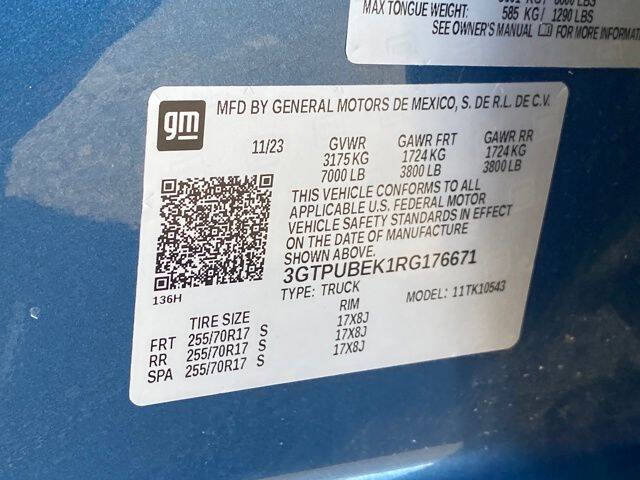 MAX TONGUE WEIGHT: 585 KG / 1290 LBS
SEE OWNER'S MANUAL FOR MORE INFORMATION
gm
MFD BY GENERAL MOTORS DE MEXICO, S. DE R.L. DE C.V.
11/23 GVWR GAWR FRT GAWR RR
3175 KG 1724 KG 1724 KG
7000 LB 3800 LB 3800 LB
THIS VEHICLE CONFORMS TO ALL
APPLICABLE U.S. FEDERAL MOTOR
VEHICLE SAFETY STANDARDS IN EFFECT
ON THE DATE OF MANUFACTURE SHOWN ABOVE.
3GTPUBEK1RG176671
136H
TYPE: TRUCK MODEL: 11TK10543
TIRE SIZE RIM
FRT 255/70R17 S 17X8J
RR 255/70R17 S 17X8J
SPA 255/70R17 S 17X8J